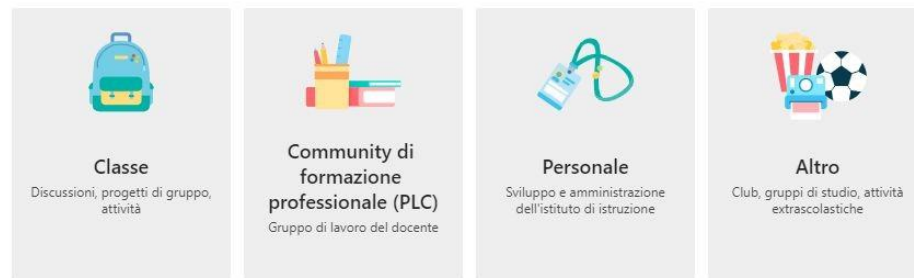 Classe
Discussioni, progetti di gruppo,
attività
Community di
formazione
professionale (PLC)
Gruppo di lavoro del docente
Personale
Sviluppo e amministrazione
dell'istituto di istruzione
Altro
Club, gruppi di studio, attività
extrascolastiche